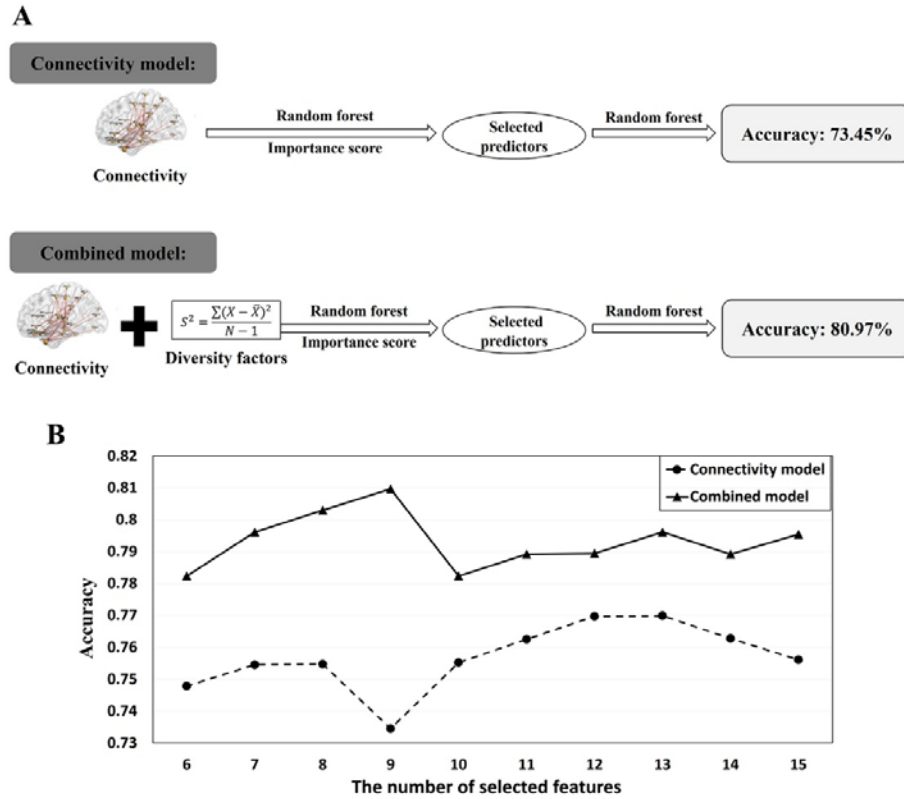 A
Connectivity model:
Random forest
Importance score
Selected
predictors
Random forest
Accuracy: 73.45%
Connectivity
Combined model:
S² = ∑(X − X̄)² / N − 1
Random forest
Importance score
Selected
predictors
Random forest
Accuracy: 80.97%
Connectivity
Diversity factors
B
Connectivity model
Combined model
Accuracy
0.82
0.81
0.8
0.79
0.78
0.77
0.76
0.75
0.74
0.73
6 7 8 9 10 11 12 13 14 15
The number of selected features